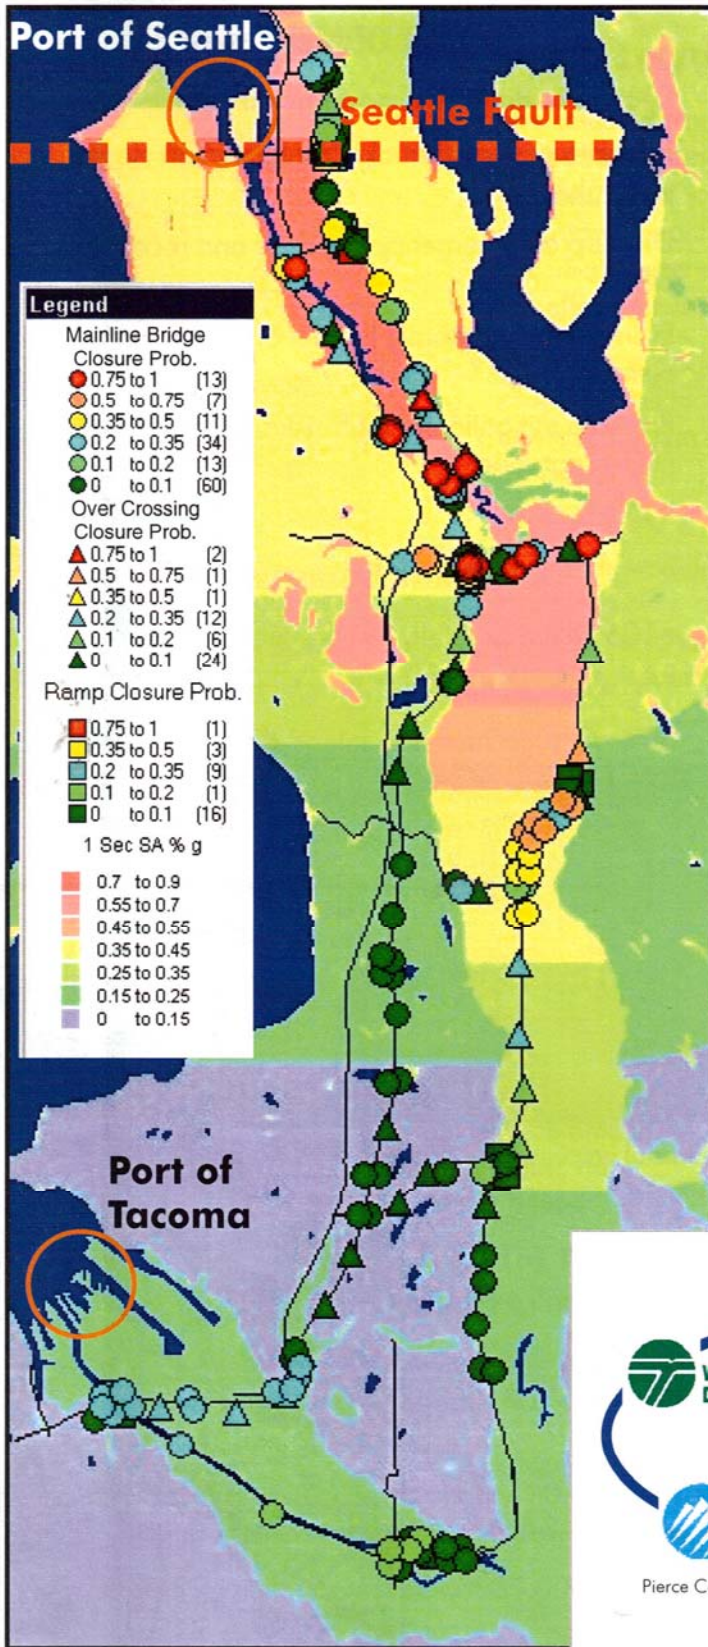 Port of Seattle
Seattle Fault
Legend
Mainline Bridge
Closure Prob.
0.75 to 1 (13)
0.5 to 0.75 (7)
0.35 to 0.5 (11)
0.2 to 0.35 (34)
0.1 to 0.2 (13)
0 to 0.1 (60)
Over Crossing
Closure Prob.
0.75 to 1 (2)
0.5 to 0.75 (1)
0.35 to 0.5 (1)
0.2 to 0.35 (12)
0.1 to 0.2 (6)
0 to 0.1 (24)
Ramp Closure Prob.
0.75 to 1 (1)
0.35 to 0.5 (3)
0.2 to 0.35 (9)
0.1 to 0.2 (1)
0 to 0.1 (16)
1 Sec SA % g
0.7 to 0.9
0.55 to 0.7
0.45 to 0.55
0.35 to 0.45
0.25 to 0.35
0.15 to 0.25
0 to 0.15
Port of
Tacoma
Pierce C